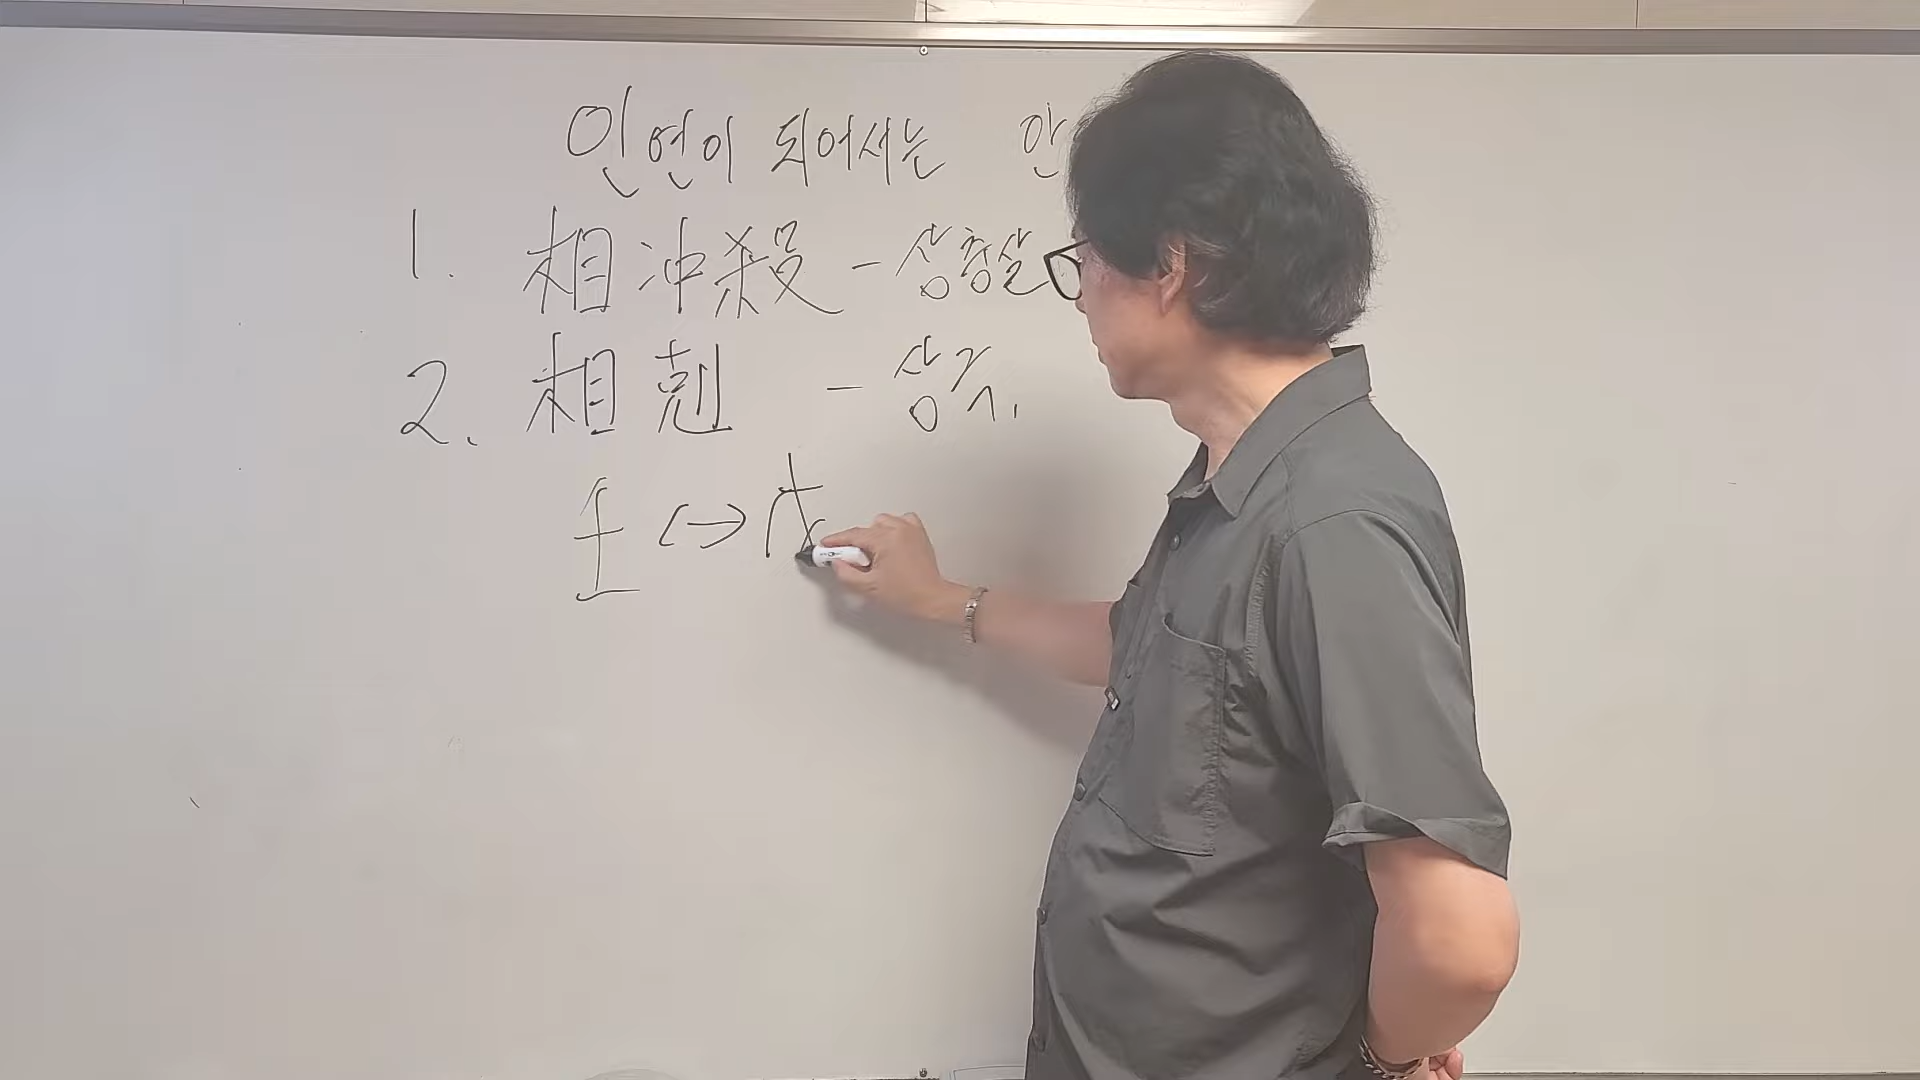 인연이 되어서는 안
1. 相冲殺 - 상충살
2. 相剋 - 상극.
壬 ↔ 戊